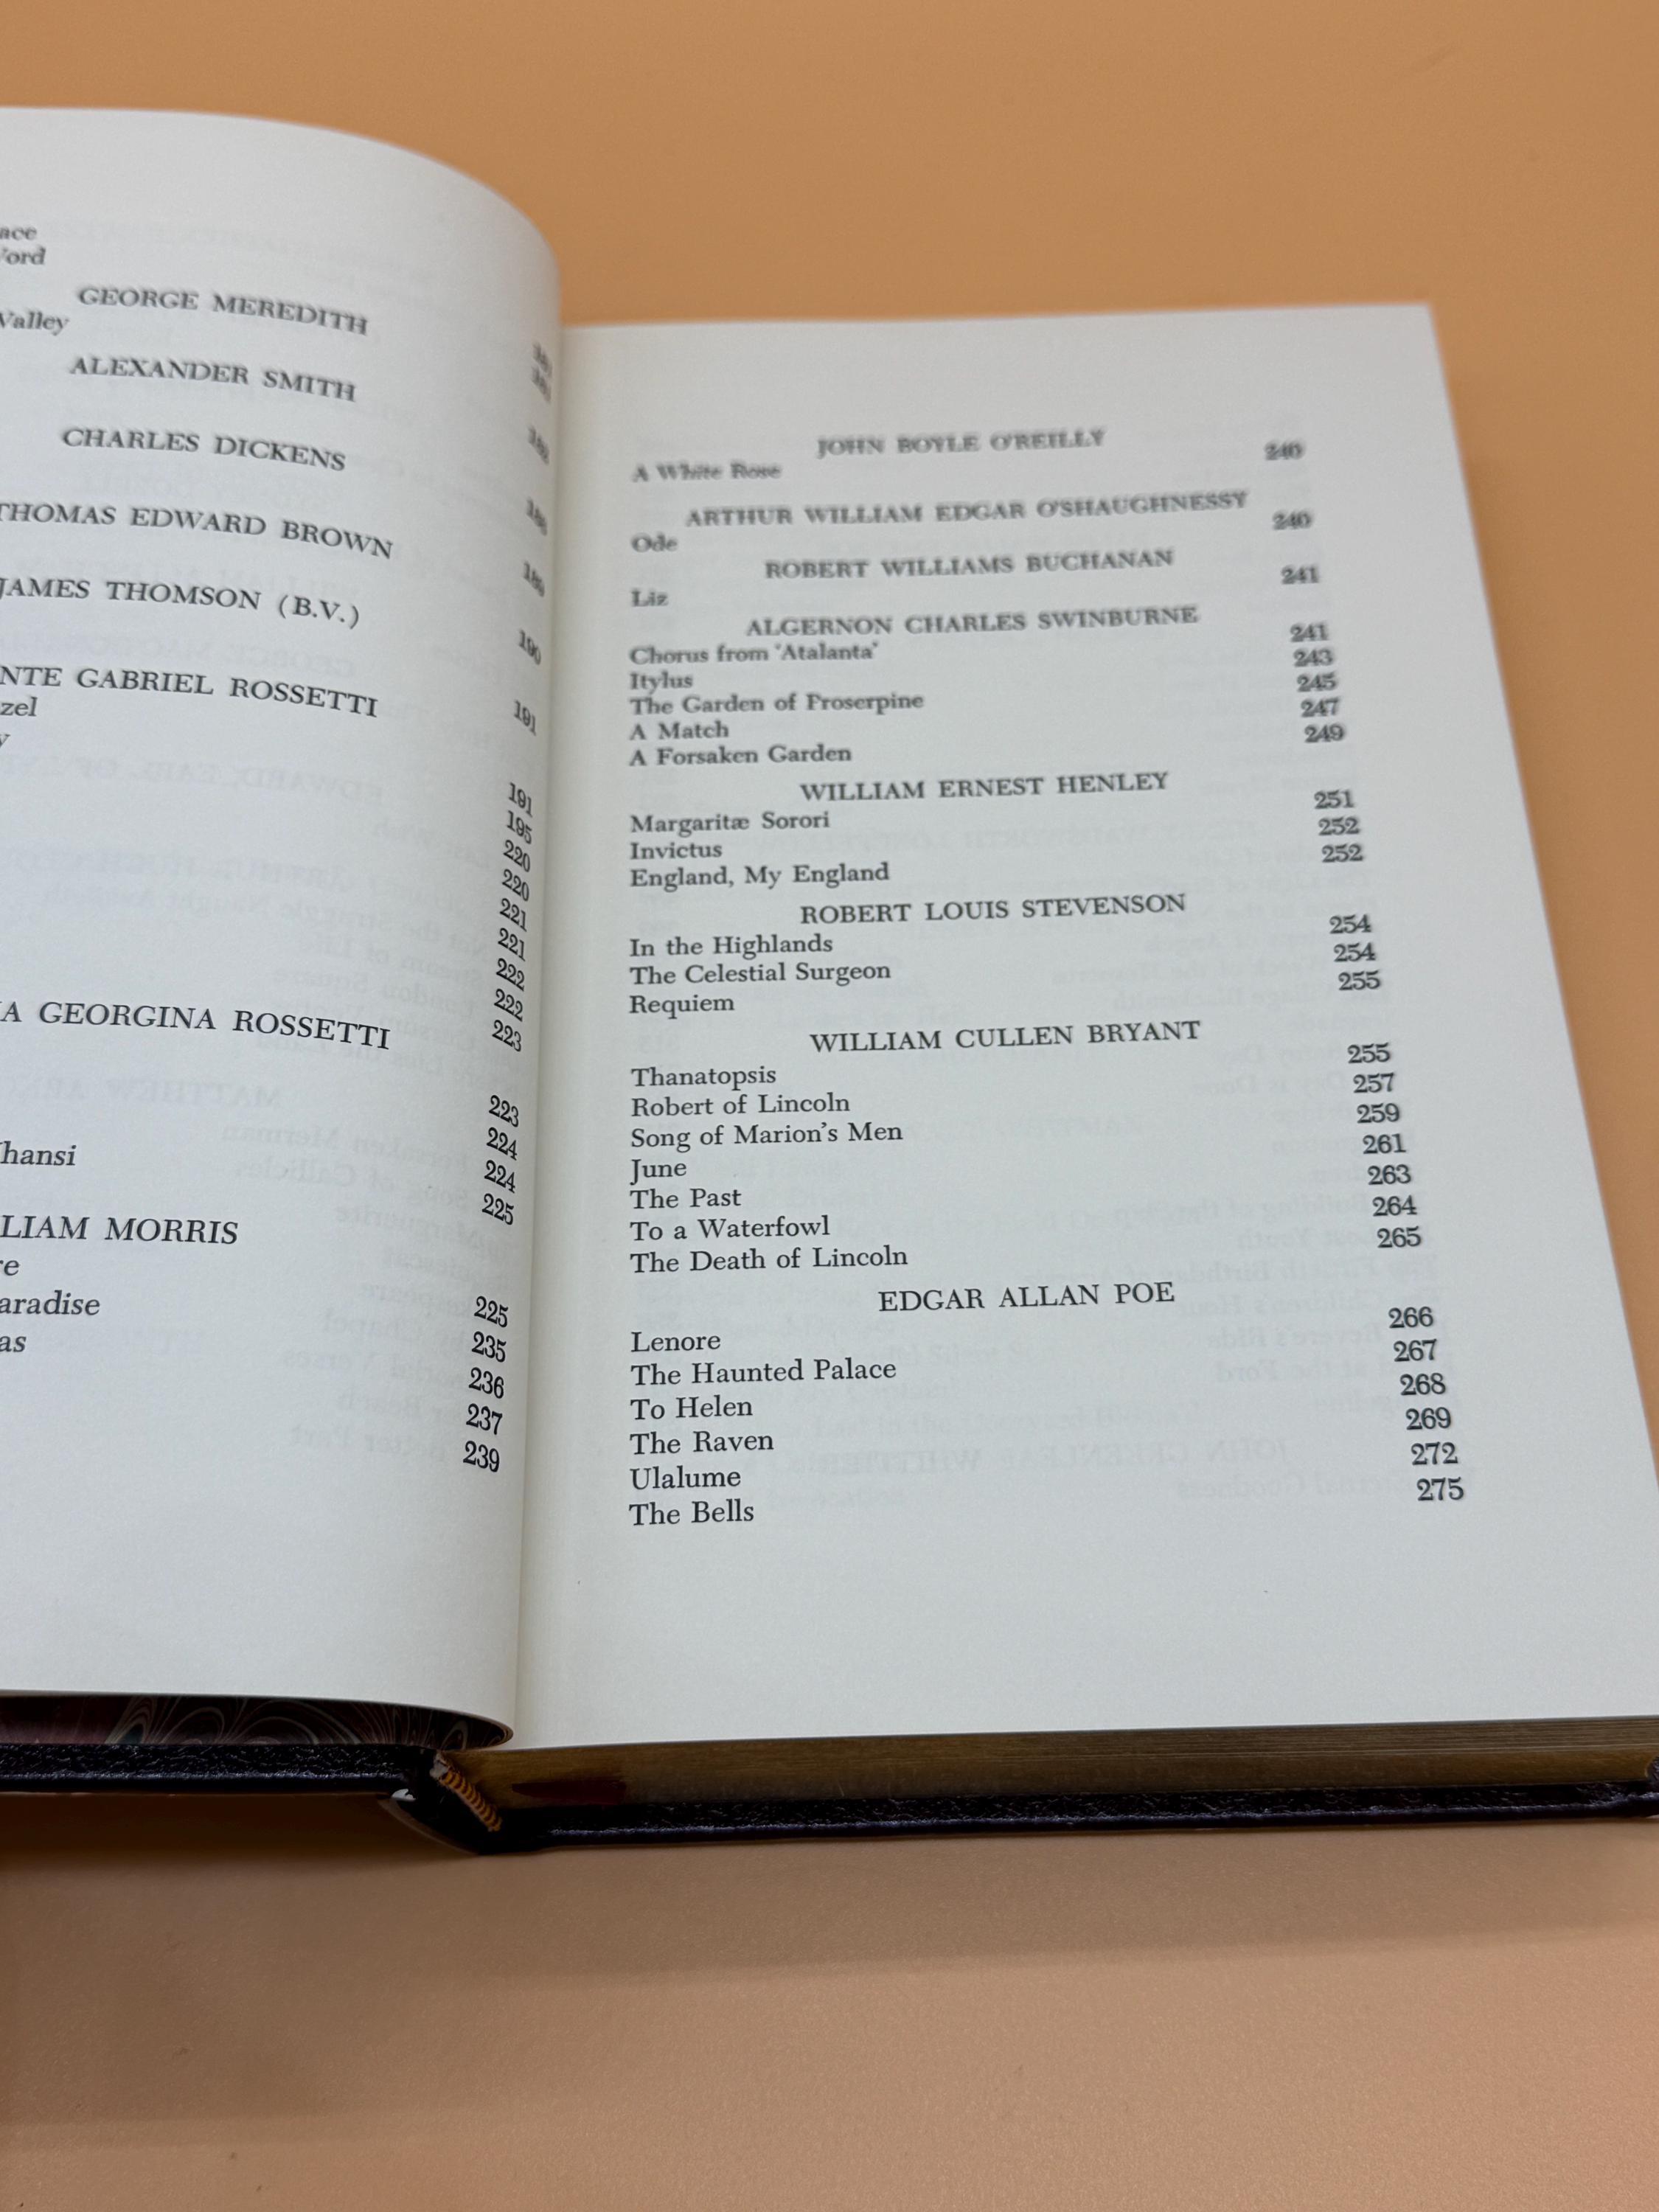 ace
Word
GEORGE MEREDITH
Valley
ALEXANDER SMITH
CHARLES DICKENS
188
THOMAS EDWARD BROWN
189
JAMES THOMSON (B.V.)
190
NTE GABRIEL ROSSETTI
zel 191
y
191
195
220
220
221
221
222
222
A GEORGINA ROSSETTI
223
223
224
hansi 224
225
LIAM MORRIS
re
aradise 225
as 235
236
237
239
JOHN BOYLE O'REILLY
A White Rose 240
ARTHUR WILLIAM EDGAR O'SHAUGHNESSY
Ode 240
ROBERT WILLIAMS BUCHANAN
Liz 241
ALGERNON CHARLES SWINBURNE
Chorus from 'Atalanta' 241
Itylus 243
The Garden of Proserpine 245
A Match 247
A Forsaken Garden 249
WILLIAM ERNEST HENLEY
Margaritæ Sorori 251
Invictus 252
England, My England 252
ROBERT LOUIS STEVENSON
In the Highlands 254
The Celestial Surgeon 254
Requiem 255
WILLIAM CULLEN BRYANT
Thanatopsis 255
Robert of Lincoln 257
Song of Marion's Men 259
June 261
The Past 263
To a Waterfowl 264
The Death of Lincoln 265
EDGAR ALLAN POE
Lenore 266
The Haunted Palace 267
To Helen 268
The Raven 269
Ulalume 272
The Bells 275